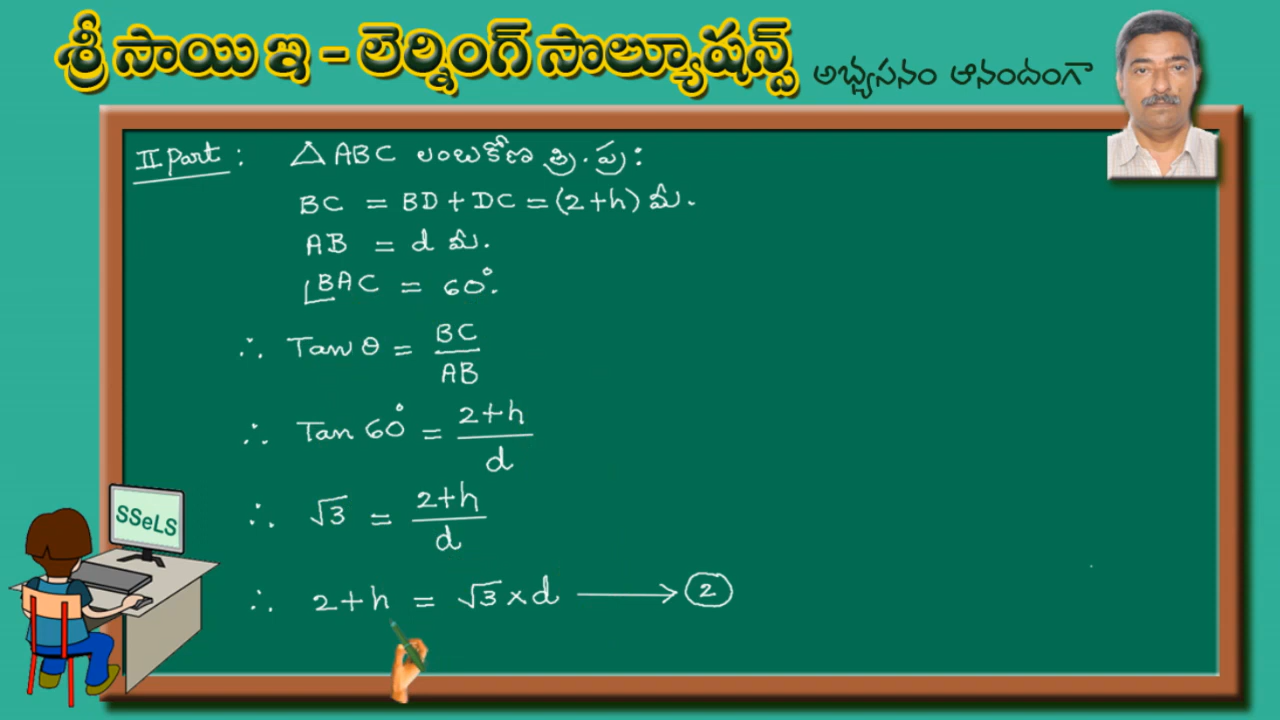 శ్రీ సాయి ఇ - లెర్నింగ్ సొల్యూషన్స్
అభ్యసనం ఆనందంగా
II Part : △ ABC లంబకోణ త్రి. ప్ర:
BC = BD + DC = (2+h) మీ.
AB = d మీ.
∠BAC = 60°.
∴ Tan θ = BC/AB
∴ Tan 60° = 2+h/d
∴ √3 = 2+h/d
∴ 2+h = √3 × d ⟶ ②
SSeLS